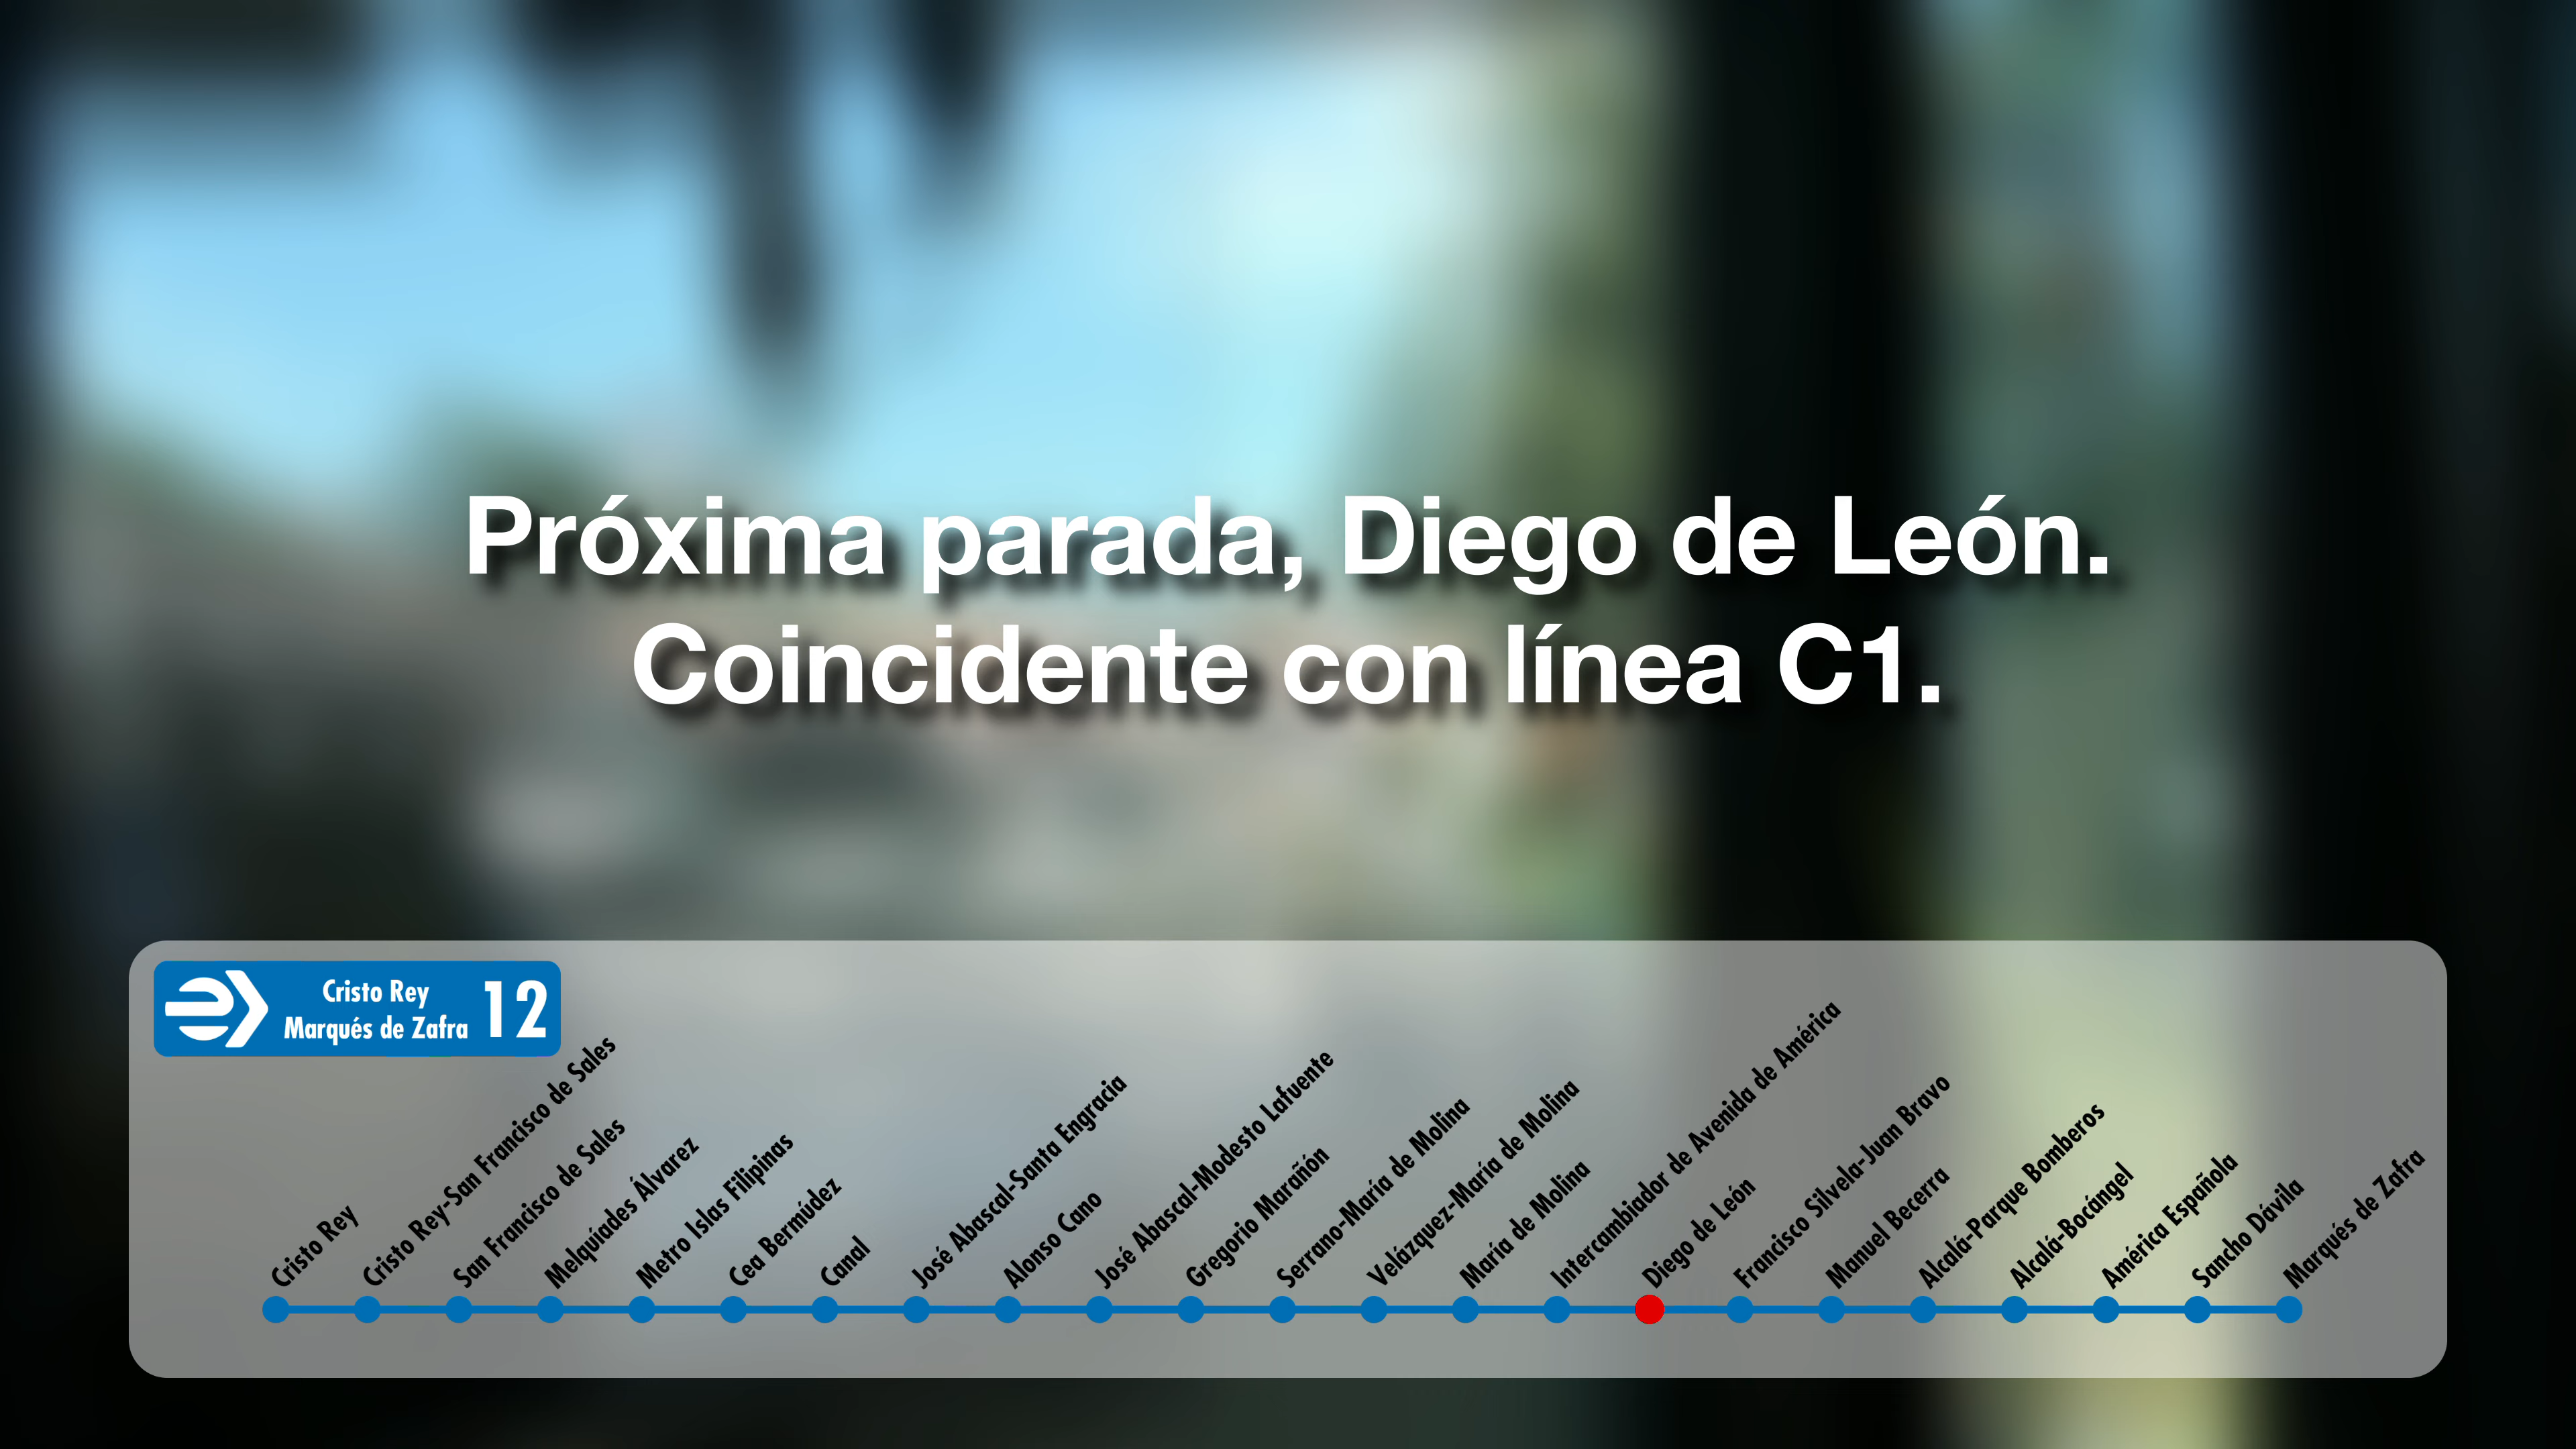 Próxima parada, Diego de León.
Coincidente con línea C1.
Cristo Rey
Marqués de Zafra
12
Cristo Rey
Cristo Rey-San Francisco de Sales
San Francisco de Sales
Melquíades Álvarez
Metro Islas Filipinas
Cea Bermúdez
Canal
José Abascal-Santa Engracia
Alonso Cano
José Abascal-Modesto Lafuente
Gregorio Marañón
Serrano-María de Molina
Velázquez-María de Molina
María de Molina
Intercambiador de Avenida de América
Diego de León
Francisco Silvela-Juan Bravo
Manuel Becerra
Alcalá-Parque Bomberos
Alcalá-Bocángel
América Española
Sancho Dávila
Marqués de Zafra